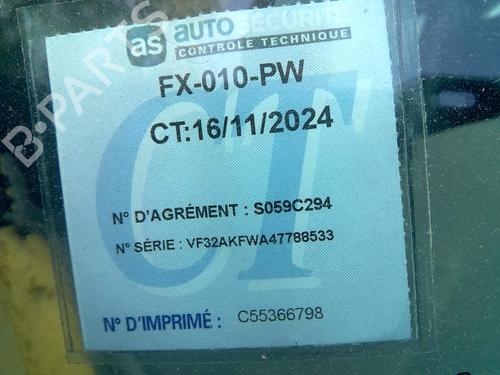 as AUTO SECURITE
CONTROLE TECHNIQUE
FX-010-PW
CT:16/11/2024
CT
N° D'AGRÉMENT : S059C294
N° SÉRIE : VF32AKFWA47788533
N° D'IMPRIMÉ : C55366798
B-PARTS